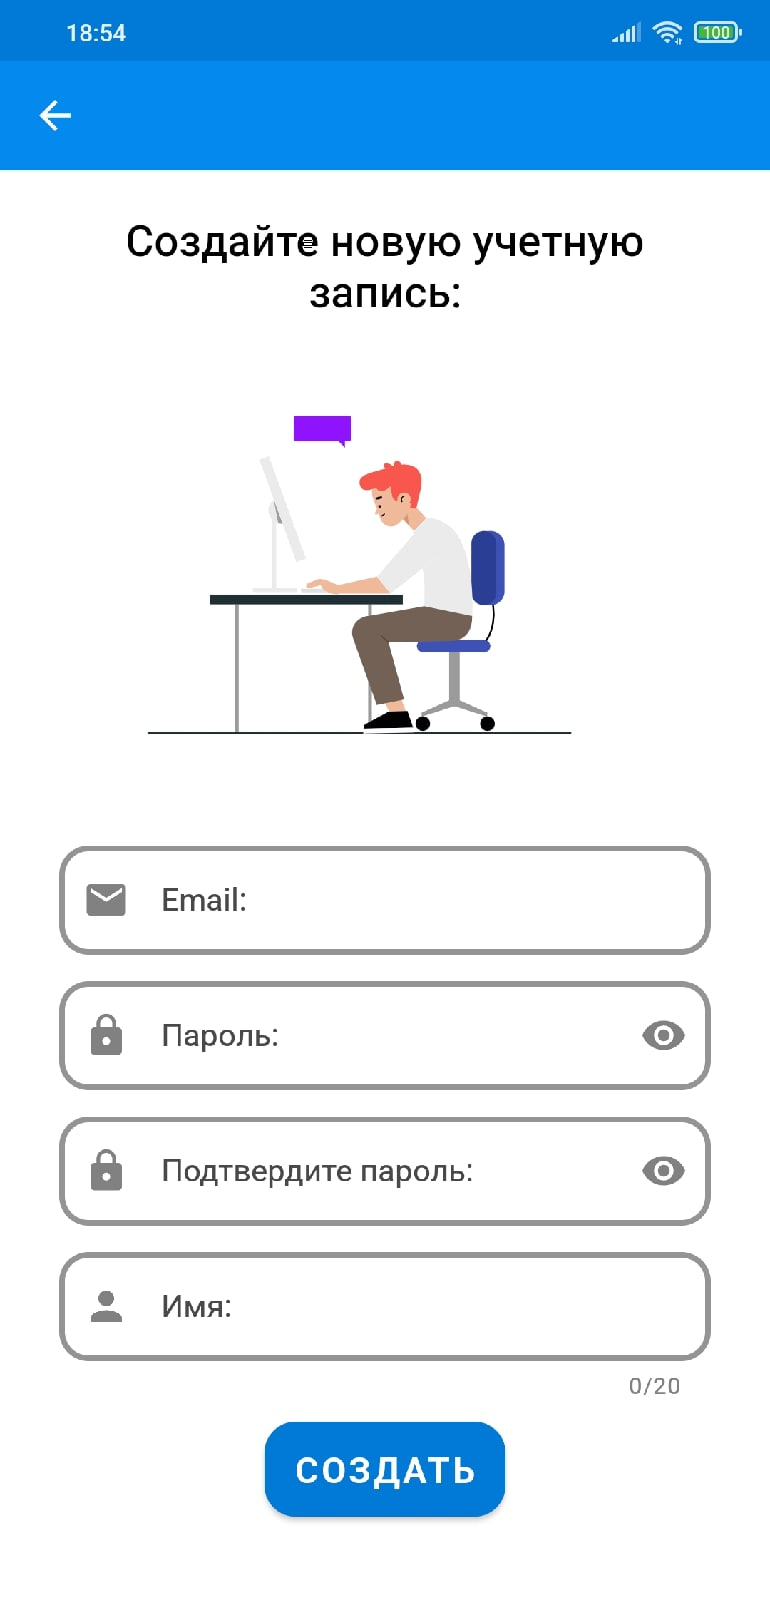 18:54
100
Создайте новую учетную
запись:
Email:
Пароль:
Подтвердите пароль:
Имя:
0/20
СОЗДАТЬ